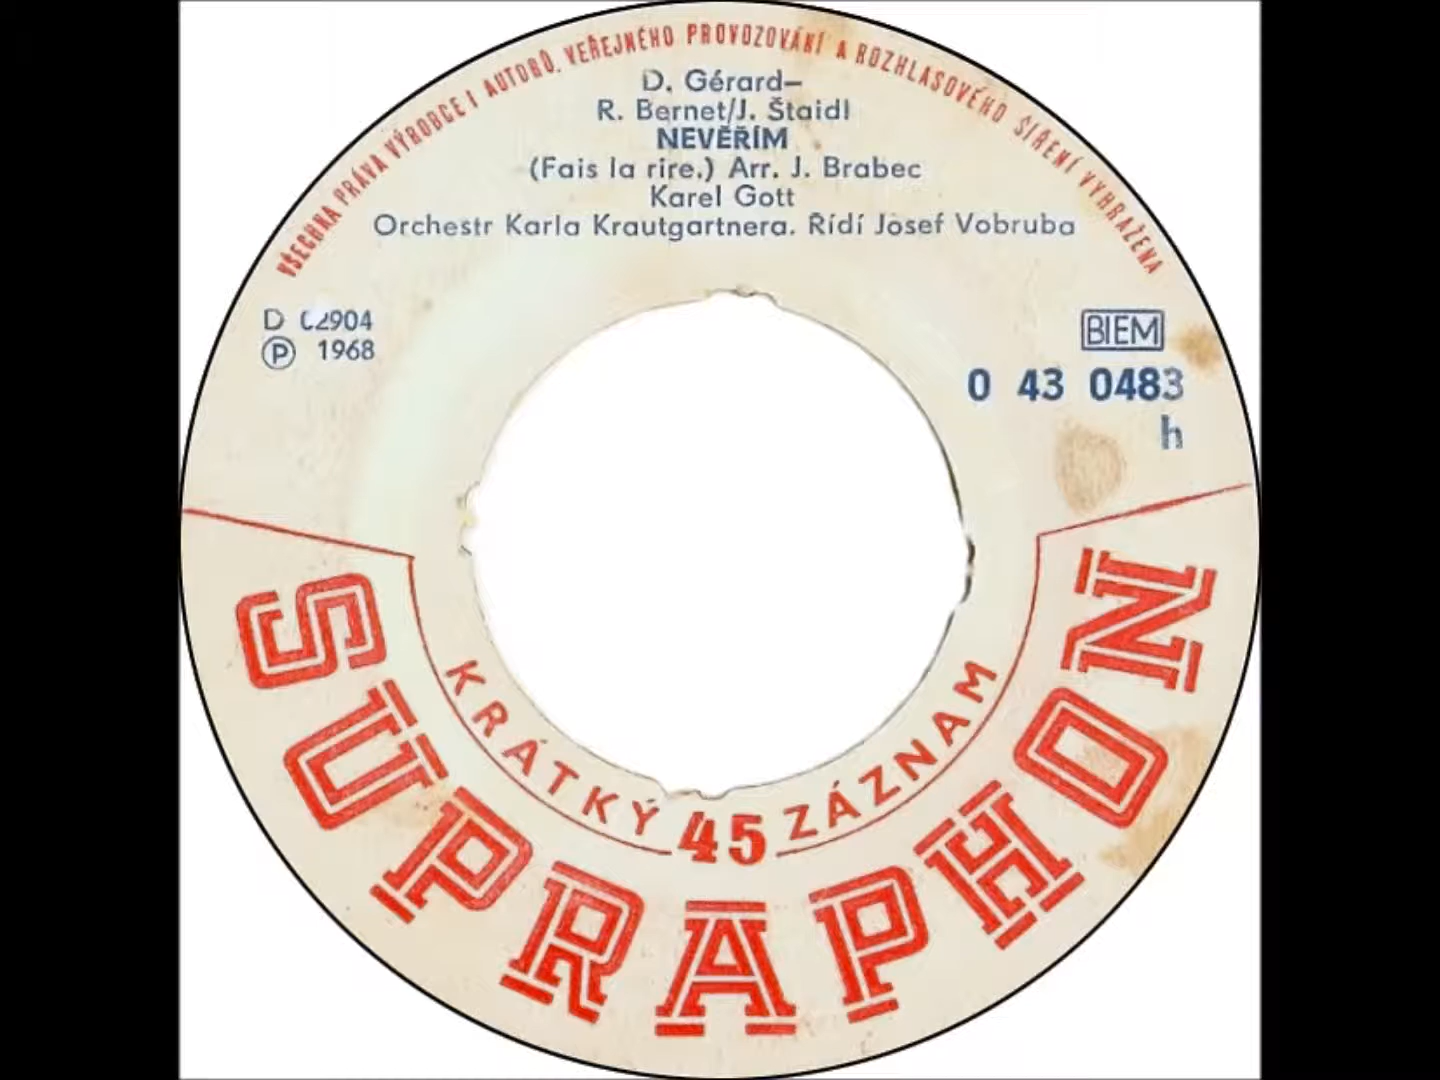 VŠECHNA PRÁVA VÝROBCE I AUTORŮ. VEŘEJNÉHO PROVOZOVÁNÍ A ROZHLASOVÉHO ŠÍŘENÍ VYHRAŽENA
D. Gérard–
R. Bernet/J. Štaidl
NEVĚŘÍM
(Fais la rire.) Arr. J. Brabec
Karel Gott
Orchestr Karla Krautgartnera. Řídí Josef Vobruba
D 02904
Ⓟ 1968
BIEM
0 43 0483
h
KRÁTKÝ 45 ZÁZNAM
SUPRAPHON